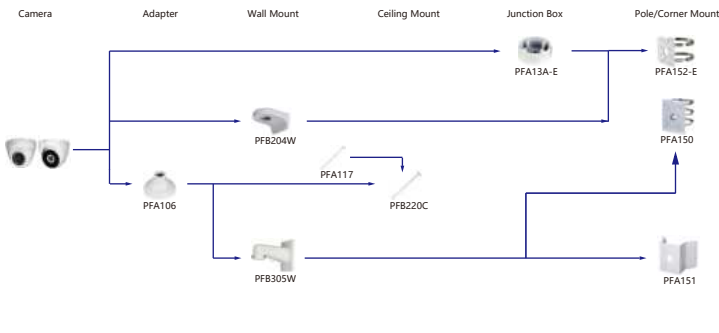 Camera
Adapter
Wall Mount
Ceiling Mount
Junction Box
Pole/Corner Mount
PFA13A-E
PFA152-E
PFB204W
PFA150
PFA117
PFA106
PFB220C
PFB305W
PFA151